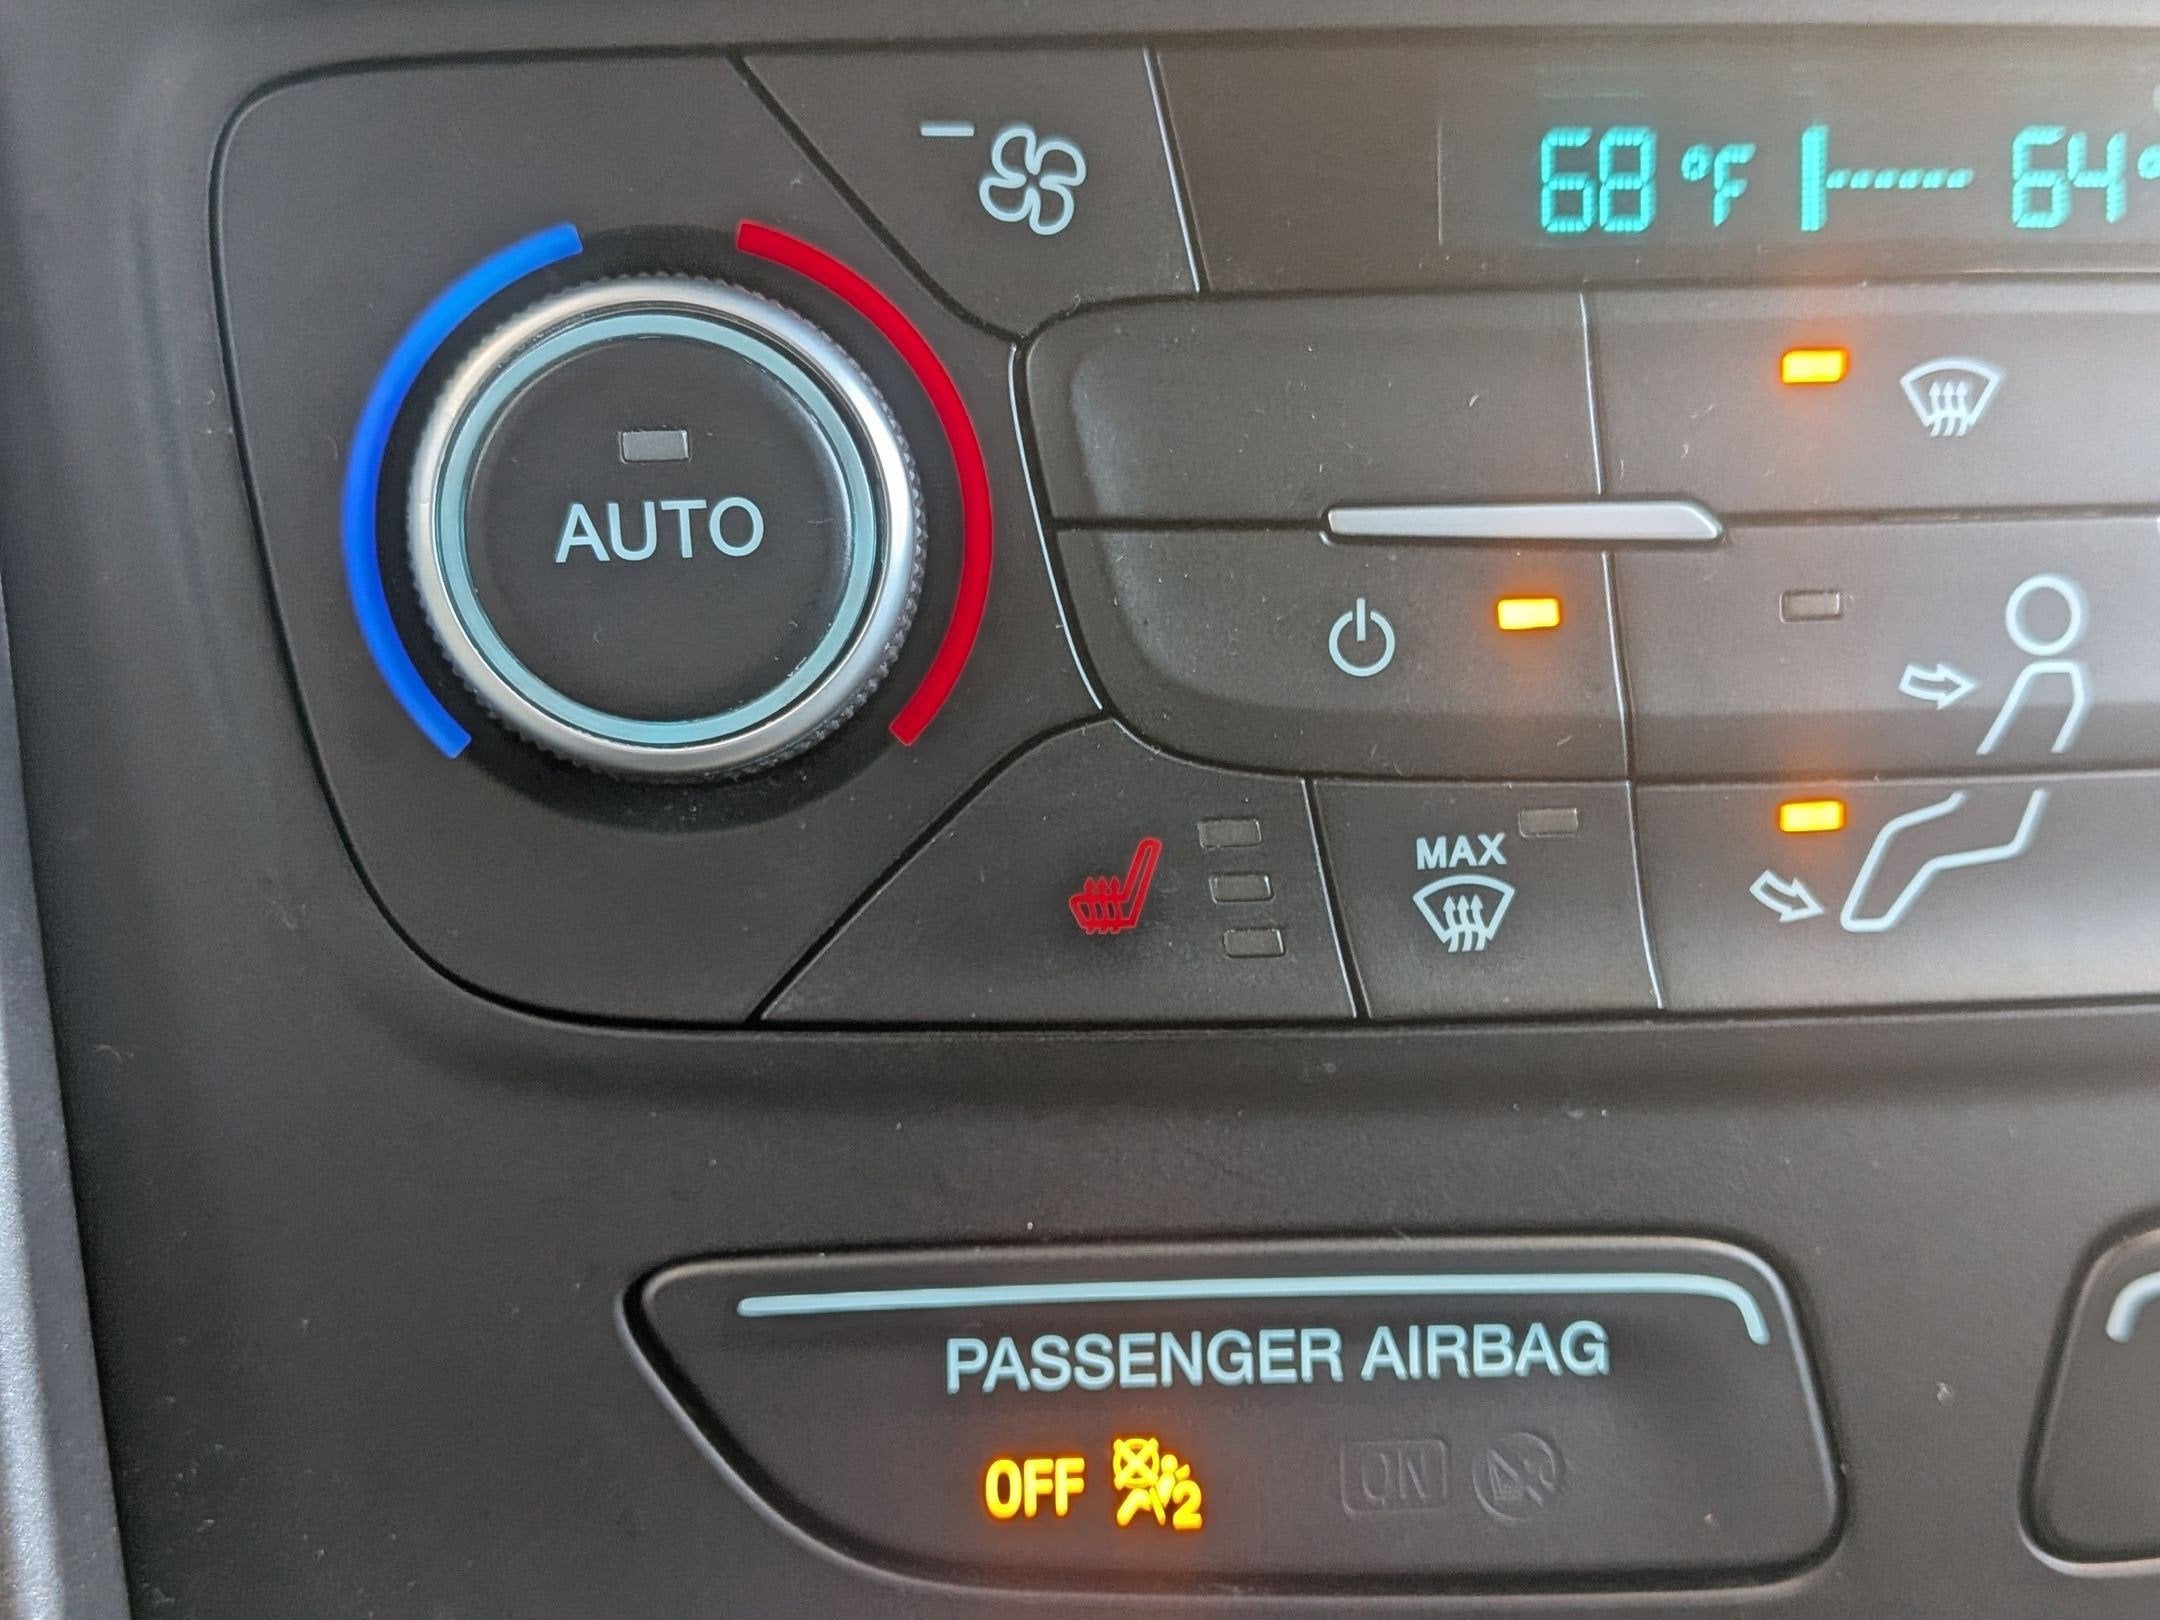 68 °F 64°
AUTO
MAX
PASSENGER AIRBAG
OFF 2 ON